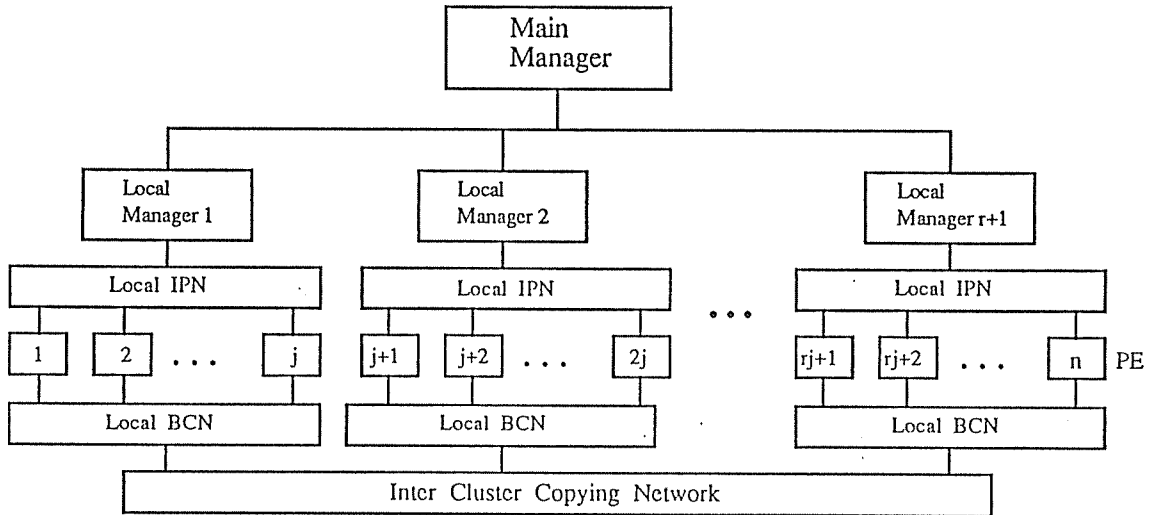 Main
Manager
Local
Manager 1
Local
Manager 2
Local
Manager r+1
Local IPN
Local IPN
Local IPN
1 2 . . . j
j+1 j+2 . . . 2j
rj+1 rj+2 . . . n PE
Local BCN
Local BCN
Local BCN
Inter Cluster Copying Network